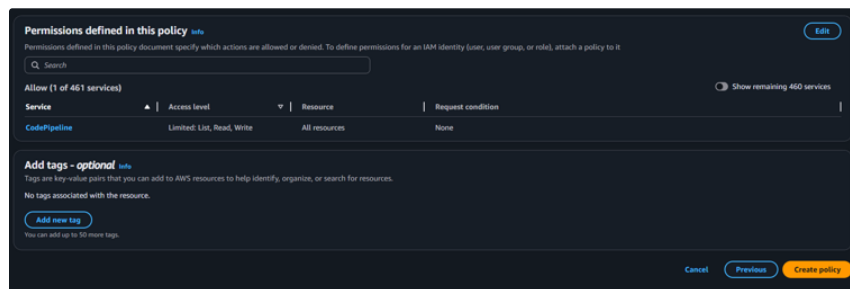 Permissions defined in this policy Info
Edit
Permissions defined in this policy document specify which actions are allowed or denied. To define permissions for an IAM identity (user, user group, or role), attach a policy to it
Search
Allow (1 of 461 services)
Show remaining 460 services
Service Access level Resource Request condition
CodePipeline Limited: List, Read, Write All resources None
Add tags - optional Info
Tags are key-value pairs that you can add to AWS resources to help identify, organize, or search for resources.
No tags associated with the resource.
Add new tag
You can add up to 50 more tags.
Cancel Previous Create policy